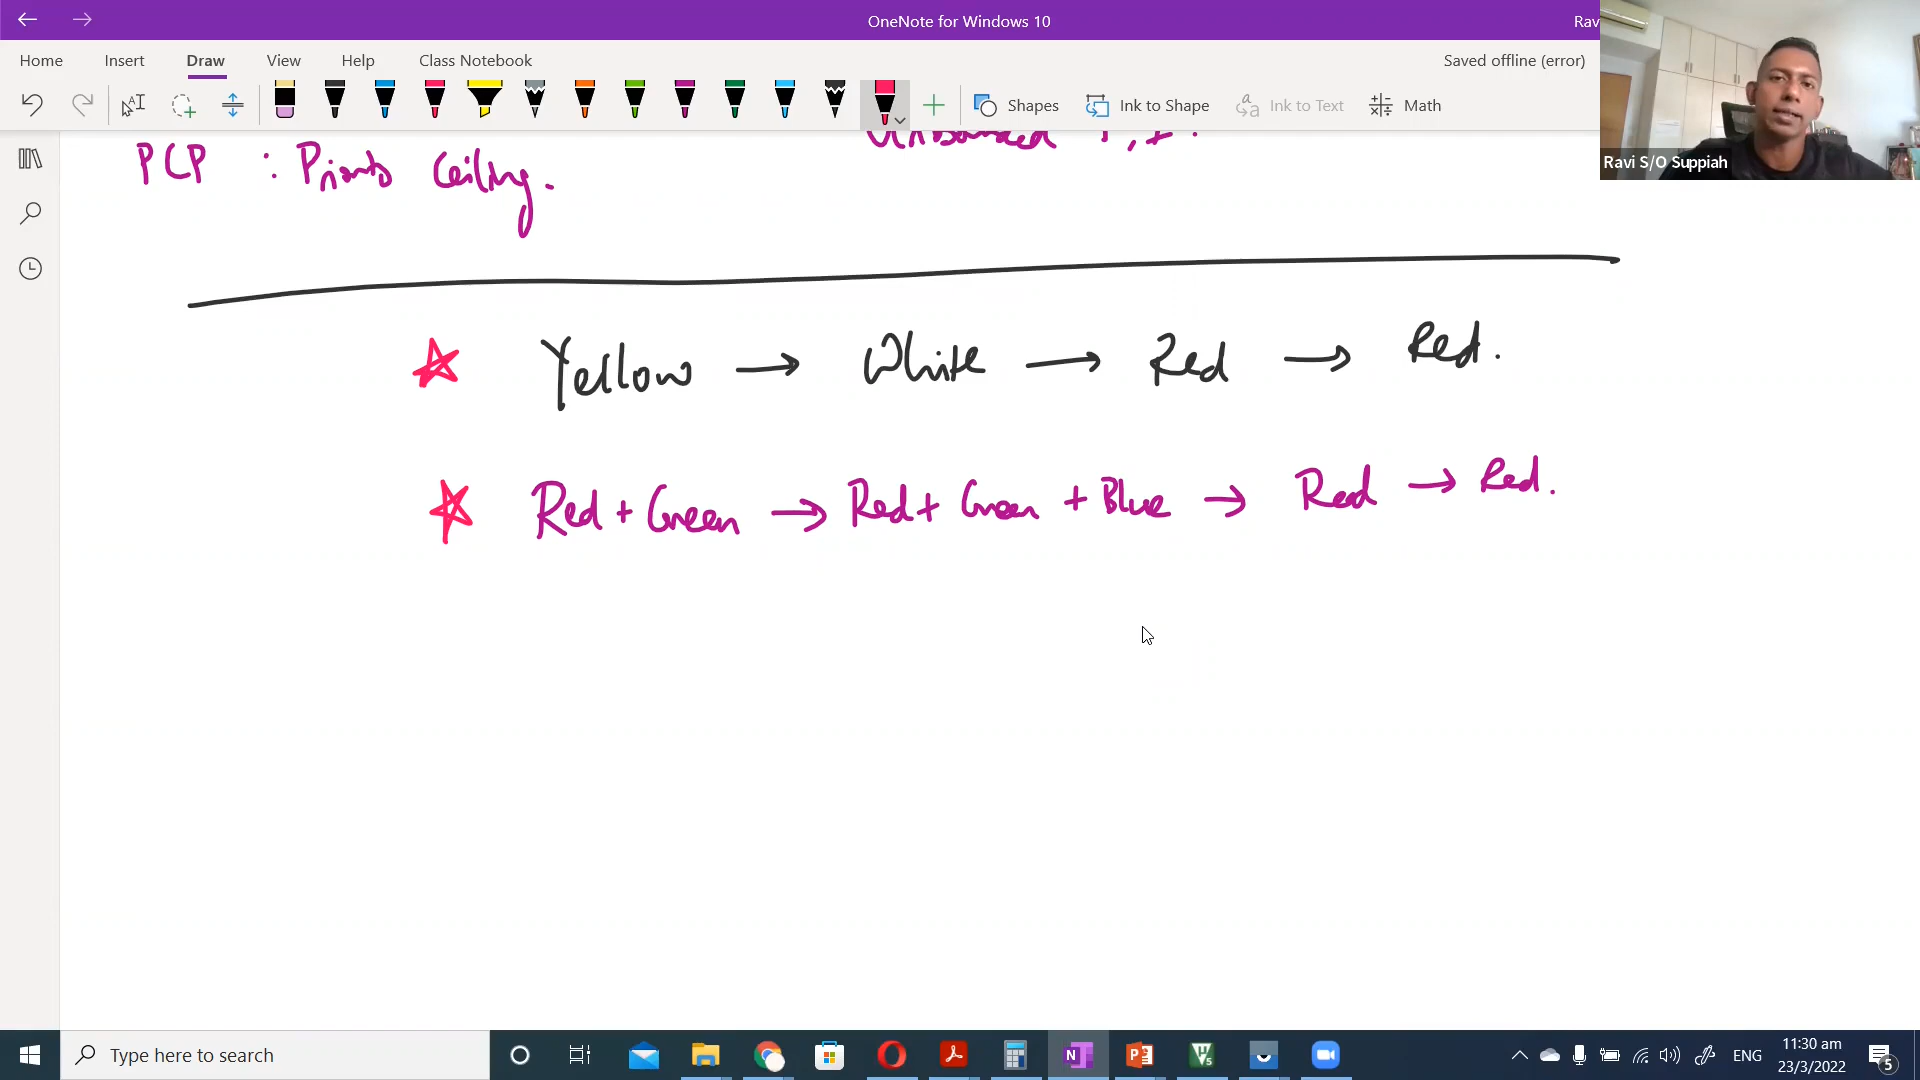 OneNote for Windows 10
Rav
Home Insert Draw View Help Class Notebook
Saved offline (error)
Shapes Ink to Shape Ink to Text Math
Ravi S/O Suppiah
PCP : Ceiling.
Yellow → White → Red → Red.
Red + Green → Red + Green + Blue → Red → Red.
Type here to search
ENG
11:30 am
23/3/2022
5